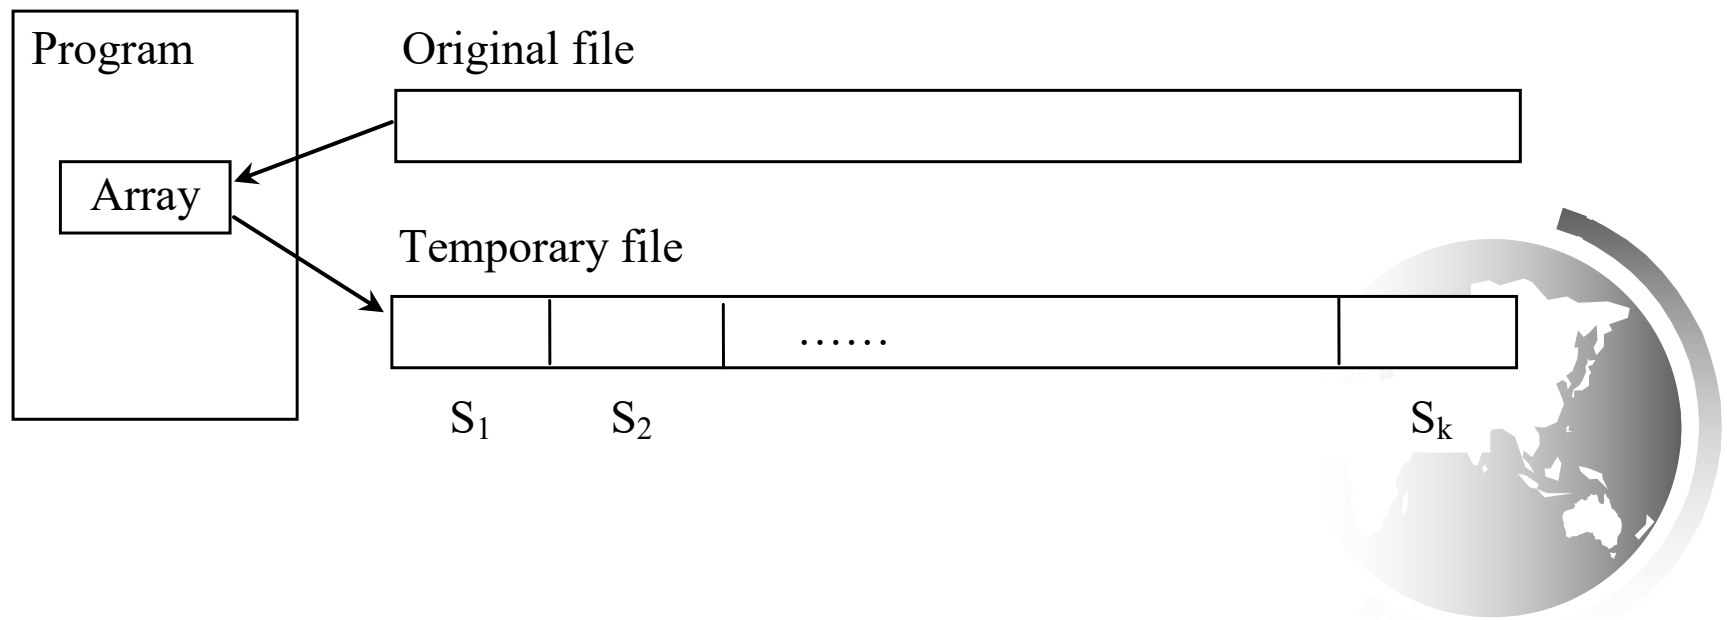 Program
Original file
Array
Temporary file
......
S1
S2
Sk